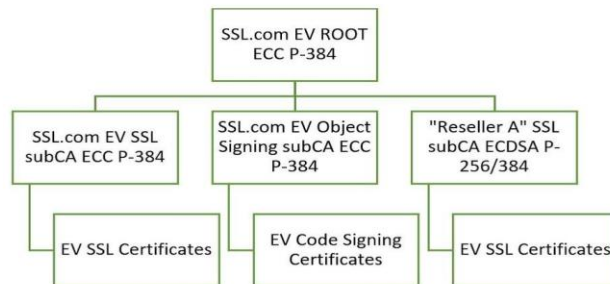 SSL.com EV ROOT
ECC P-384
SSL.com EV SSL
subCA ECC P-384
SSL.com EV Object
Signing subCA ECC
P-384
"Reseller A" SSL
subCA ECDSA P-
256/384
EV SSL Certificates
EV Code Signing
Certificates
EV SSL Certificates